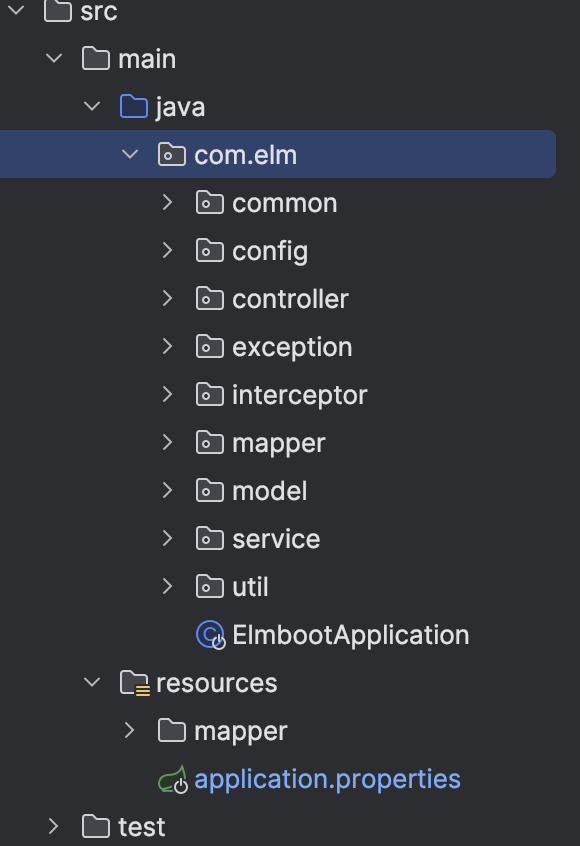 src
main
java
com.elm
common
config
controller
exception
interceptor
mapper
model
service
util
ElmbootApplication
resources
mapper
application.properties
test